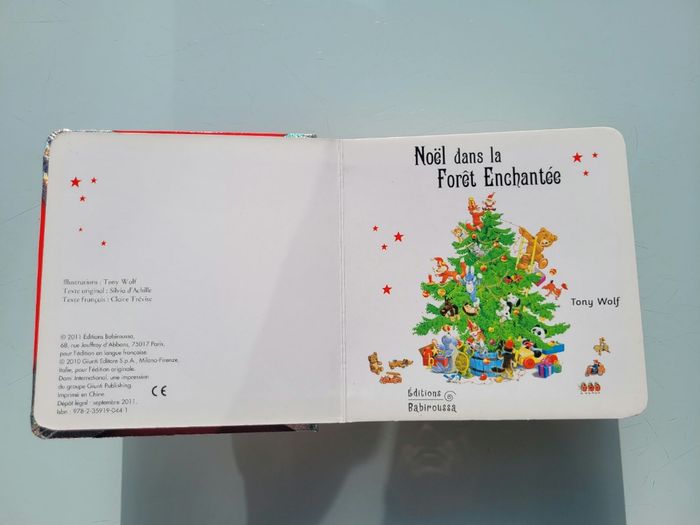 Illustrations : Tony Wolf
Texte original : Silvia d'Achille
Texte français : Claire Trévise
© 2011 Éditions Babiroussa,
68, rue Jouffroy d'Abbans, 75017 Paris,
pour l'édition en langue française.
© 2010 Giunti Editore S.p.A., Milano-Firenze,
Italie, pour l'édition originale.
Dami International, une impression
du groupe Giunti Publishing.
Imprimé en Chine
Dépôt légal : septembre 2011.
Isbn : 978-2-35919-044-1
CE
Noël dans la
Forêt Enchantée
Tony Wolf
Éditions
Babiroussa